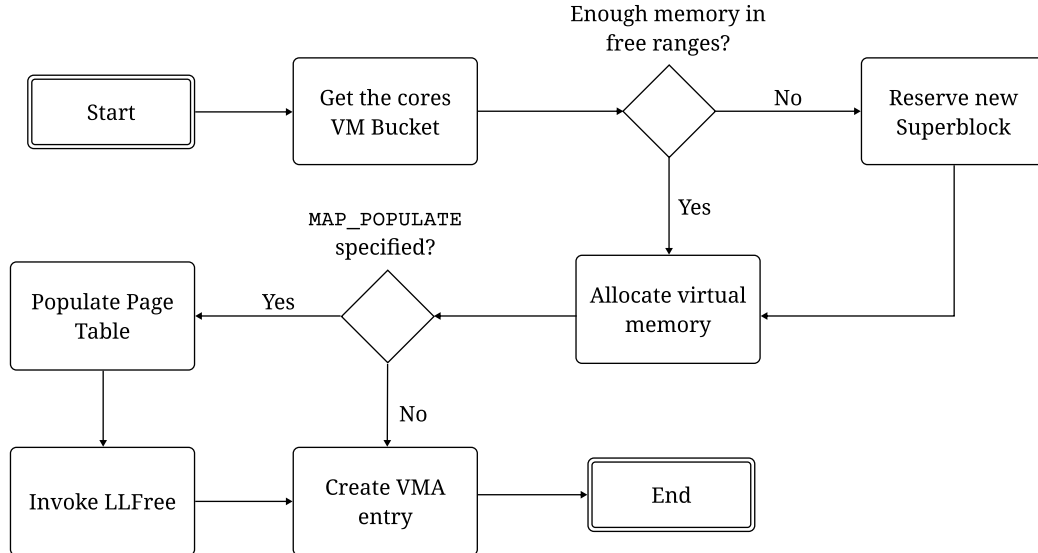 Enough memory in
free ranges?
Start
Get the cores
VM Bucket
No
Reserve new
Superblock
Yes
MAP_POPULATE
specified?
Populate Page
Table
Yes
Allocate virtual
memory
No
Invoke LLFree
Create VMA
entry
End